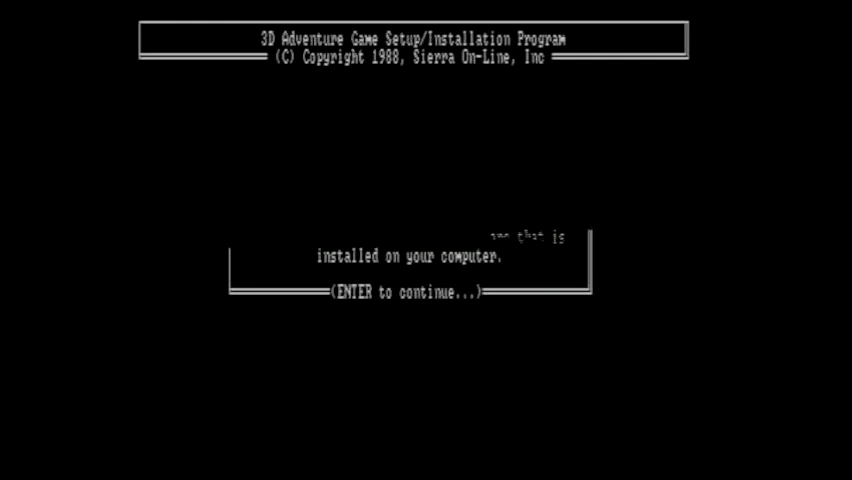 3D Adventure Game Setup/Installation Program
(C) Copyright 1988, Sierra On-Line, Inc
that is
installed on your computer.
(ENTER to continue...)